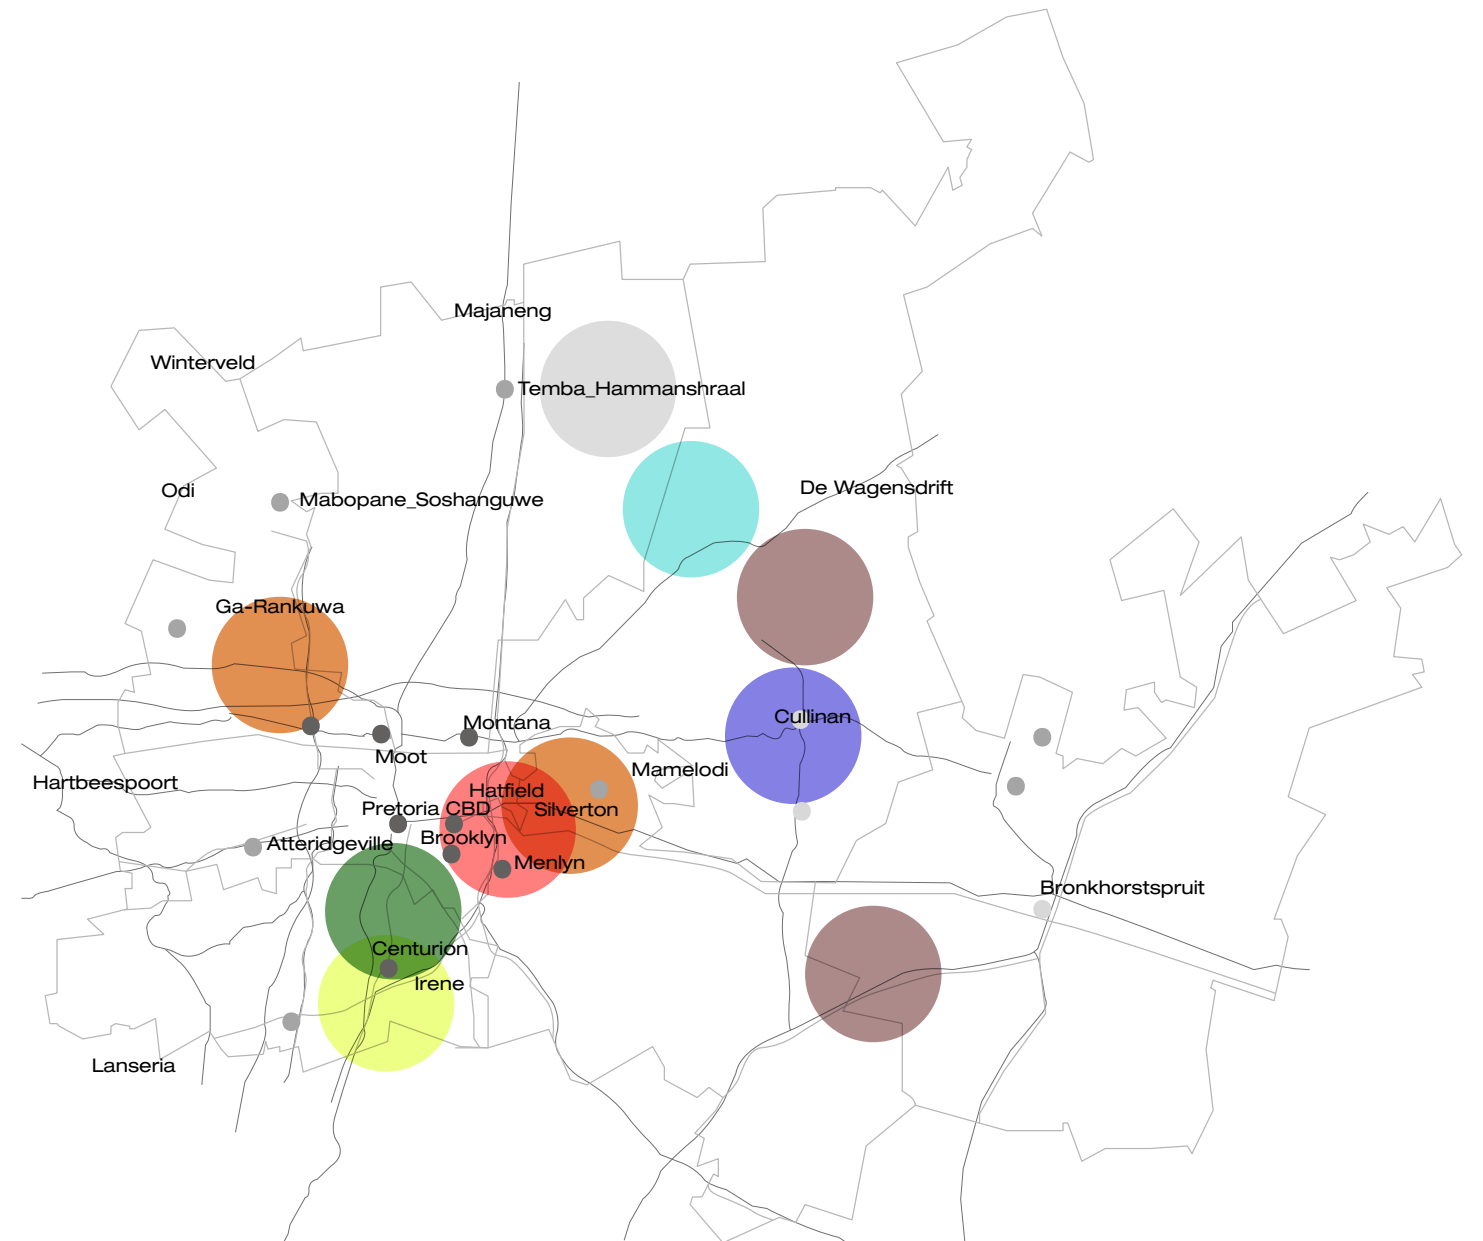 Majaneng
Winterveld
Temba_Hammanshraal
De Wagensdrift
Odi
Mabopane_Soshanguwe
Ga-Rankuwa
Cullinan
Montana
Moot
Mamelodi
Hartbeespoort
Hatfield
Pretoria CBD
Silverton
Brooklyn
Atteridgeville
Menlyn
Bronkhorstspruit
Centurion
Irene
Lanseria